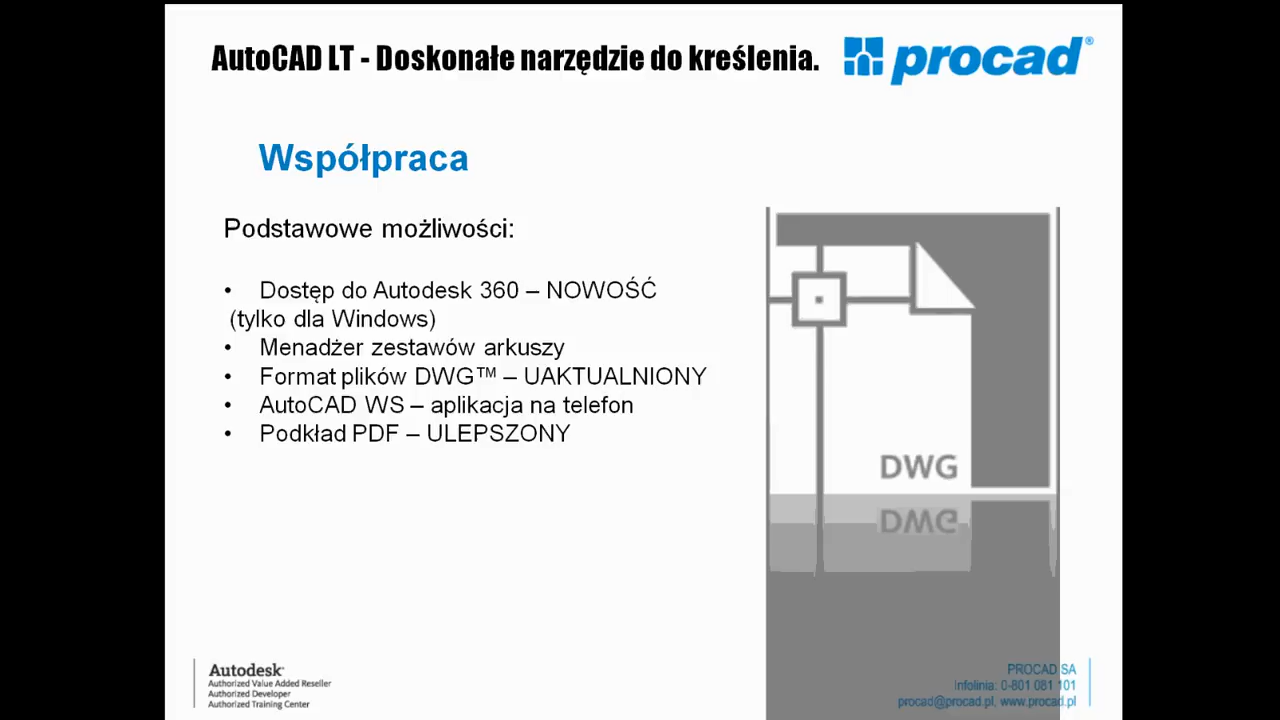 AutoCAD LT - Doskonałe narzędzie do kreślenia.
procad®
Współpraca
Podstawowe możliwości:
• Dostęp do Autodesk 360 – NOWOŚĆ
(tylko dla Windows)
• Menadżer zestawów arkuszy
• Format plików DWG™ – UAKTUALNIONY
• AutoCAD WS – aplikacja na telefon
• Podkład PDF – ULEPSZONY
DWG
Autodesk®
Authorized Value Added Reseller
Authorized Developer
Authorized Training Center
PROCAD SA
Infolinia: 0-801 081 101
procad@procad.pl, www.procad.pl